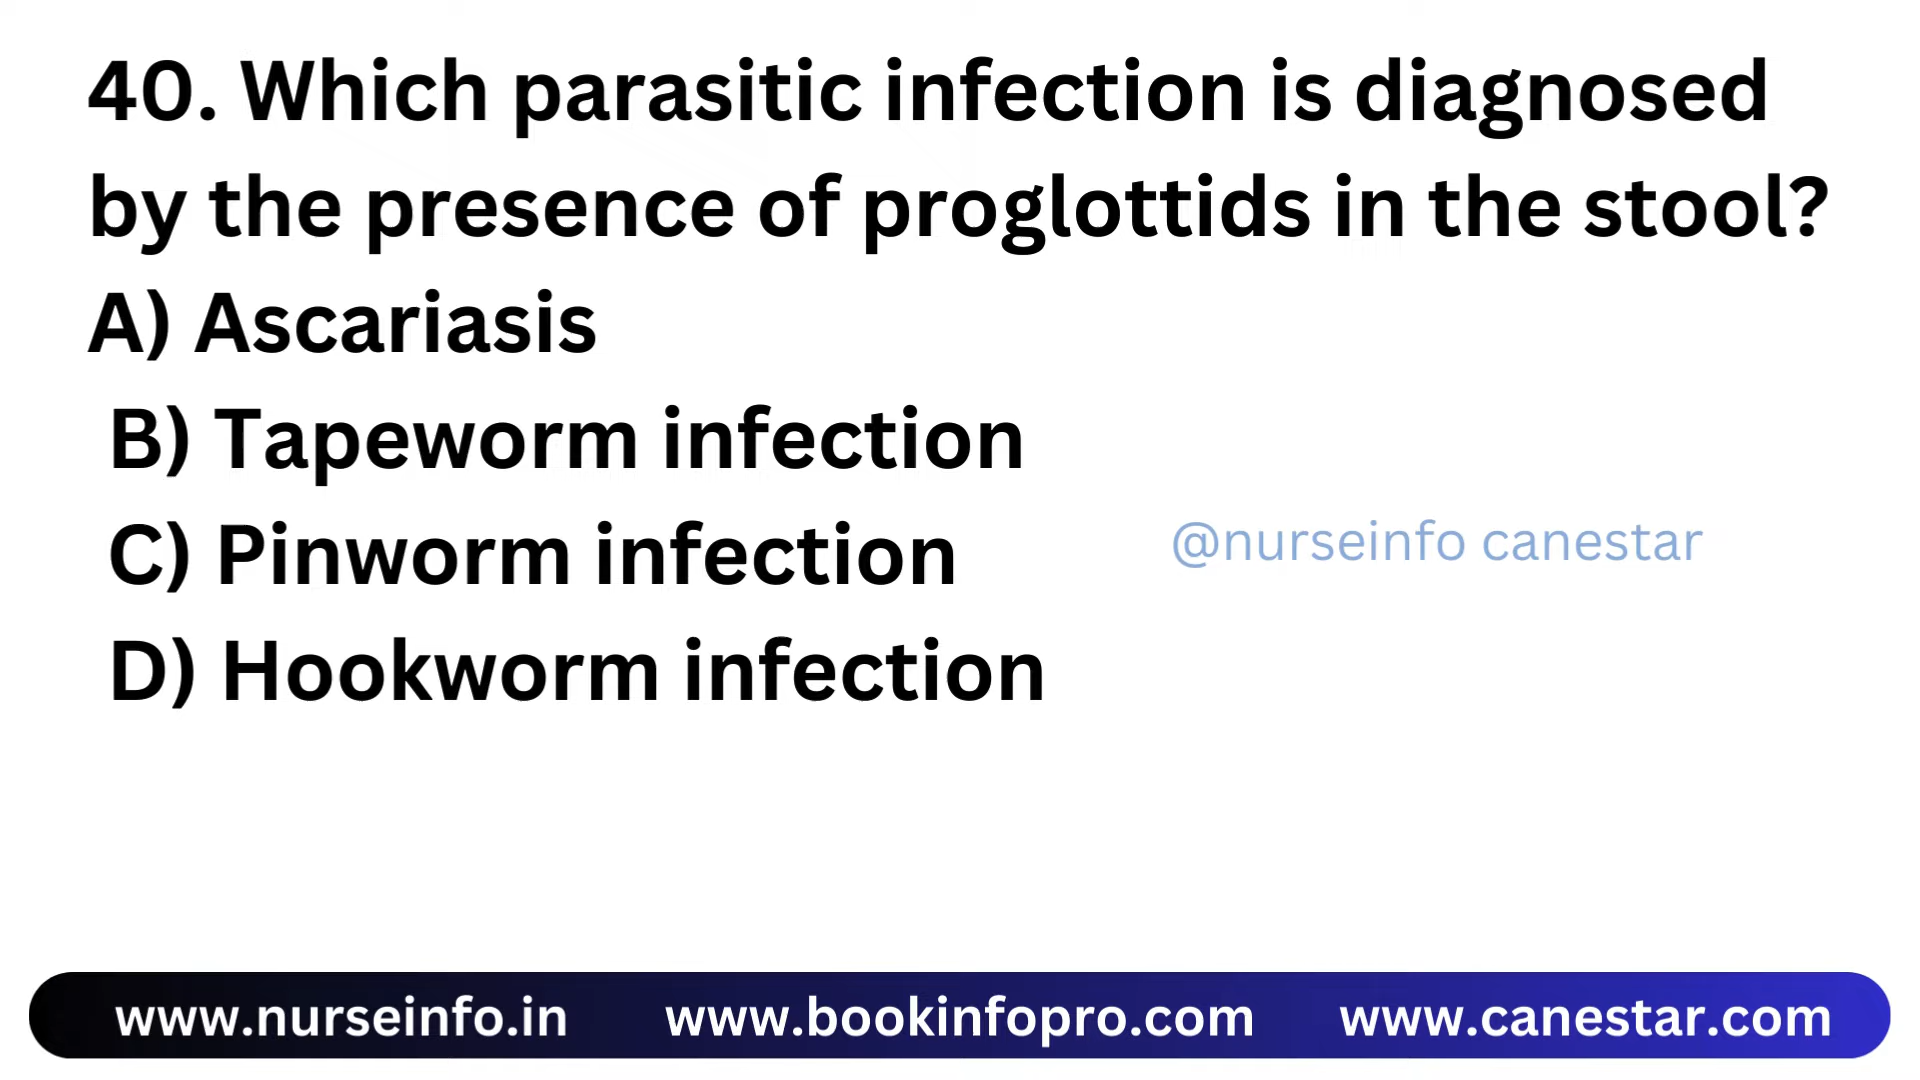 40. Which parasitic infection is diagnosed
by the presence of proglottids in the stool?
A) Ascariasis
B) Tapeworm infection
C) Pinworm infection
@nurseinfo canestar
D) Hookworm infection
www.nurseinfo.in www.bookinfopro.com www.canestar.com